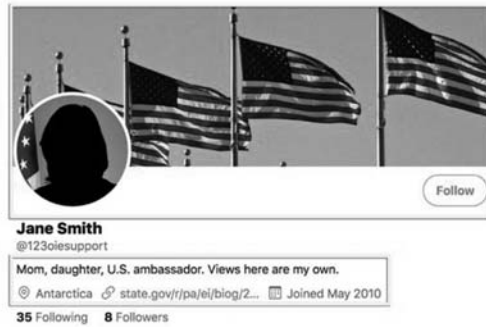 Follow
Jane Smith
@123oiesupport
Mom, daughter, U.S. ambassador. Views here are my own.
Antarctica state.gov/r/pa/ei/biog/2... Joined May 2010
35 Following 8 Followers